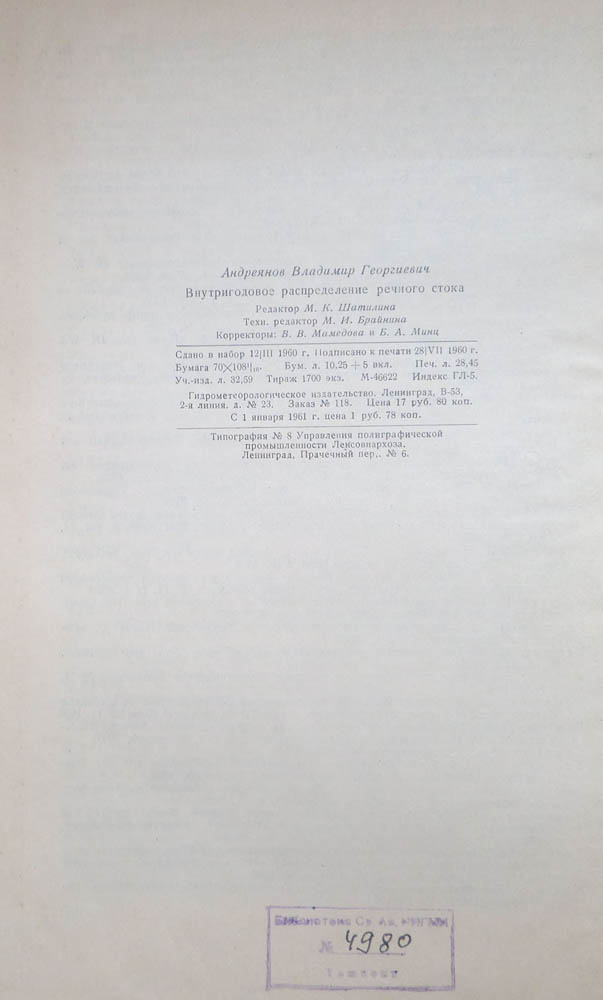 Андреянов Владимир Георгиевич
Внутригодовое распределение речного стока
Редактор М. К. Шатилина
Техн. редактор М. И. Брайнина
Корректоры: В. В. Мамедова и Б. А. Минц
Сдано в набор 12|III 1960 г. Подписано к печати 28|VII 1960 г.
Бумага 70×108¹|₁₆. Бум. л. 10,25 + 5 вкл. Печ. л. 28,45
Уч.-изд. л. 32,59 Тираж 1700 экз. М-46622 Индекс ГЛ-5.
Гидрометеорологическое издательство. Ленинград, В-53,
2-я линия, д. № 23. Заказ № 118. Цена 17 руб. 80 коп.
С 1 января 1961 г. цена 1 руб. 78 коп.
Типография № 8 Управления полиграфической
промышленности Ленсовнархоза.
Ленинград, Прачечный пер., № 6.
Библиотека Ср. Аз.
№ 4980
Ташкент